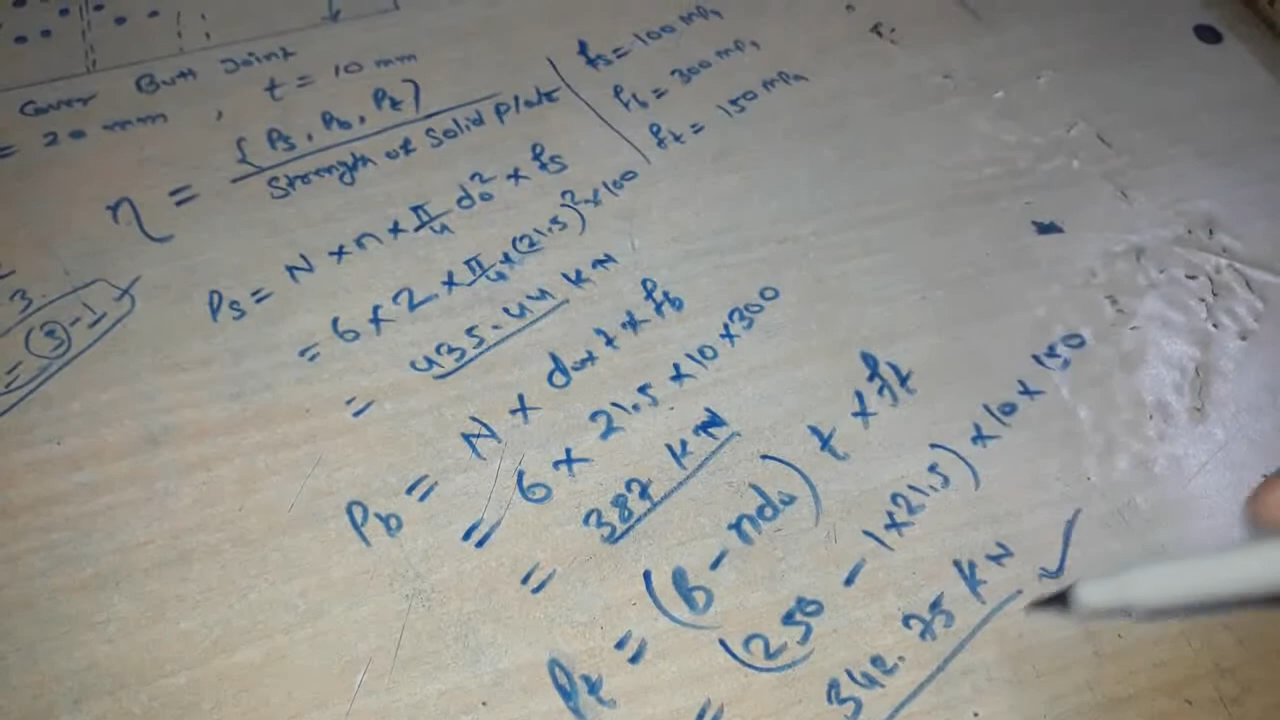 Cover Butt Joint
= 20 mm , t = 10 mm
η = {Ps, Pb, Pt} / Strength of Solid Plate
fs = 100 mPa
fb = 300 mPa
ft = 150 mPa
3.
= ③-1
Ps = N × n × π/4 do² × fs
= 6 × 2 × π/4 × (21.5)² × 100
= 435.44 KN
Pb = N × do × t × fb
= 6 × 21.5 × 10 × 300
= 387 KN
Pt = (B - ndo) t × ft
= (250 - 1×21.5) × 10 × 150
342.75 KN ✓